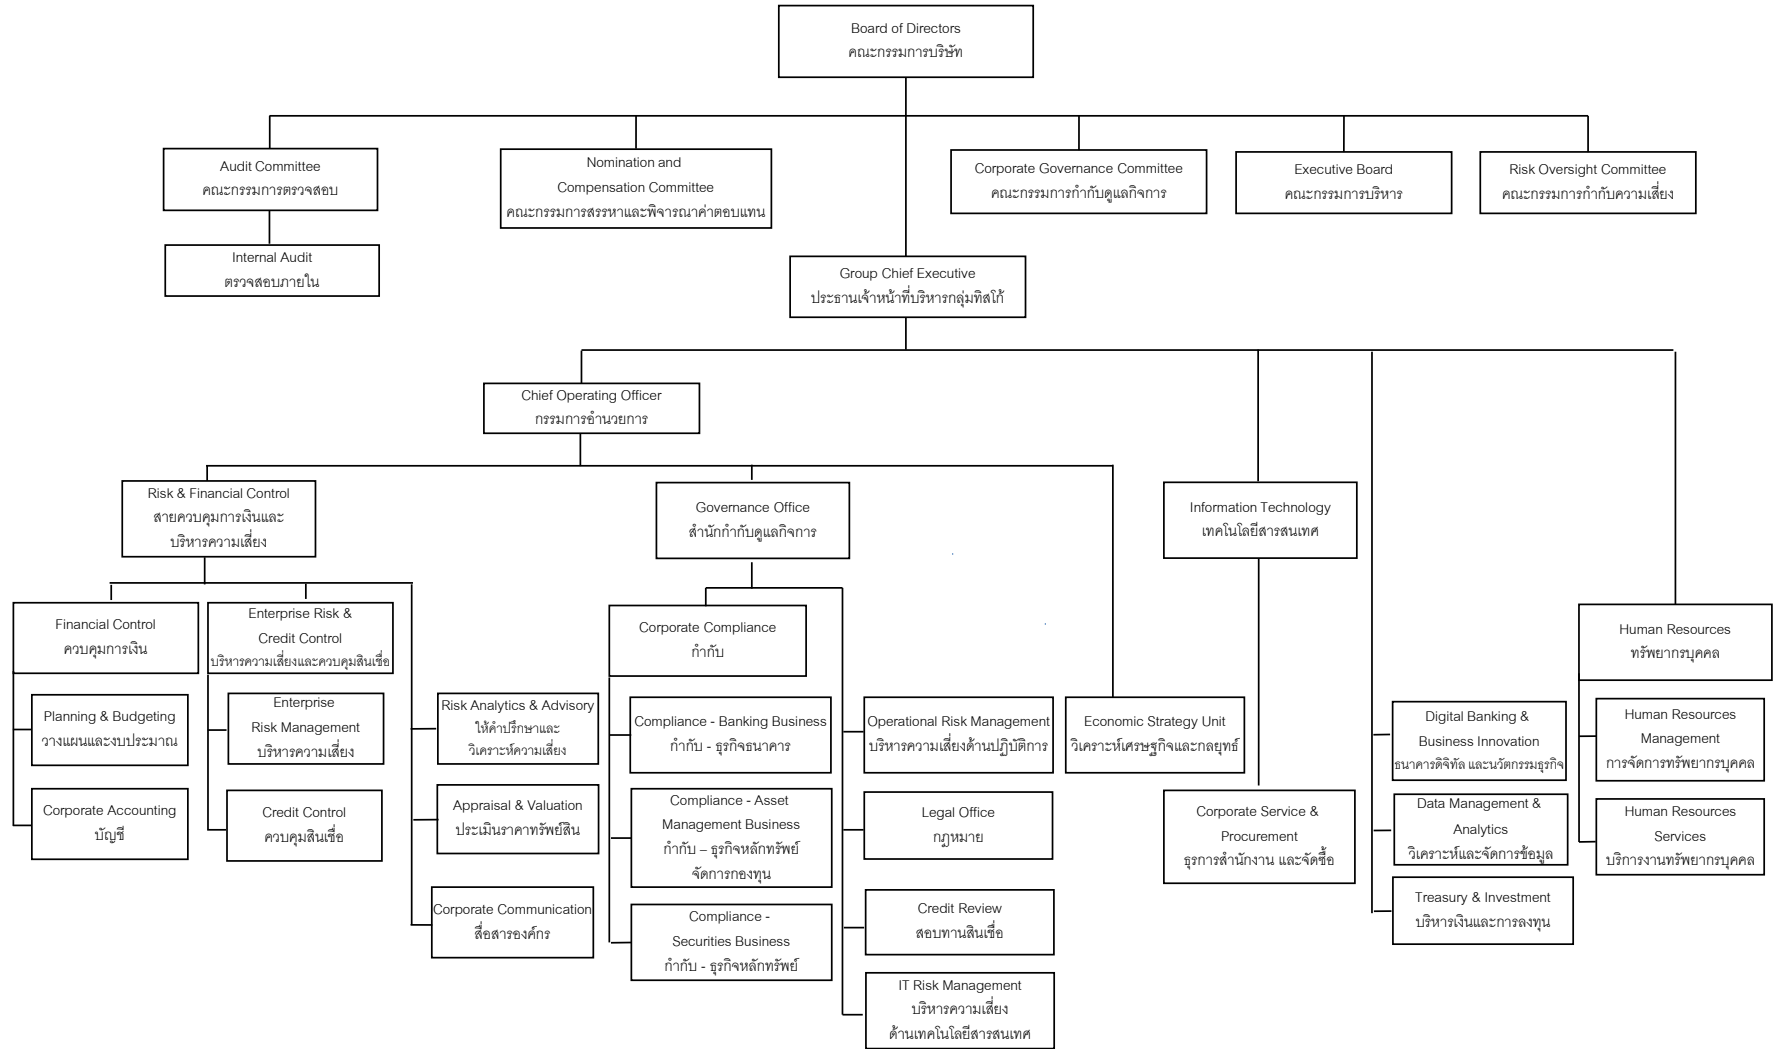 Board of Directors
คณะกรรมการบริษัท
Audit Committee
คณะกรรมการตรวจสอบ
Nomination and
Compensation Committee
คณะกรรมการสรรหาและพิจารณาค่าตอบแทน
Corporate Governance Committee
คณะกรรมการกำกับดูแลกิจการ
Executive Board
คณะกรรมการบริหาร
Risk Oversight Committee
คณะกรรมการกำกับความเสี่ยง
Internal Audit
ตรวจสอบภายใน
Group Chief Executive
ประธานเจ้าหน้าที่บริหารกลุ่มทิสโก้
Chief Operating Officer
กรรมการอำนวยการ
Risk & Financial Control
สายควบคุมการเงินและ
บริหารความเสี่ยง
Governance Office
สำนักกำกับดูแลกิจการ
Information Technology
เทคโนโลยีสารสนเทศ
Financial Control
ควบคุมการเงิน
Enterprise Risk &
Credit Control
บริหารความเสี่ยงและควบคุมสินเชื่อ
Corporate Compliance
กำกับ
Human Resources
ทรัพยากรบุคคล
Planning & Budgeting
วางแผนและงบประมาณ
Enterprise
Risk Management
บริหารความเสี่ยง
Risk Analytics & Advisory
ให้คำปรึกษาและ
วิเคราะห์ความเสี่ยง
Compliance - Banking Business
กำกับ - ธุรกิจธนาคาร
Operational Risk Management
บริหารความเสี่ยงด้านปฏิบัติการ
Economic Strategy Unit
วิเคราะห์เศรษฐกิจและกลยุทธ์
Digital Banking &
Business Innovation
ธนาคารดิจิทัล และนวัตกรรมธุรกิจ
Human Resources
Management
การจัดการทรัพยากรบุคคล
Corporate Accounting
บัญชี
Credit Control
ควบคุมสินเชื่อ
Appraisal & Valuation
ประเมินราคาทรัพย์สิน
Compliance - Asset
Management Business
กำกับ – ธุรกิจหลักทรัพย์
จัดการกองทุน
Legal Office
กฎหมาย
Corporate Service &
Procurement
ธุรการสำนักงาน และจัดซื้อ
Data Management &
Analytics
วิเคราะห์และจัดการข้อมูล
Human Resources
Services
บริการงานทรัพยากรบุคคล
Corporate Communication
สื่อสารองค์กร
Compliance -
Securities Business
กำกับ - ธุรกิจหลักทรัพย์
Credit Review
สอบทานสินเชื่อ
Treasury & Investment
บริหารเงินและการลงทุน
IT Risk Management
บริหารความเสี่ยง
ด้านเทคโนโลยีสารสนเทศ